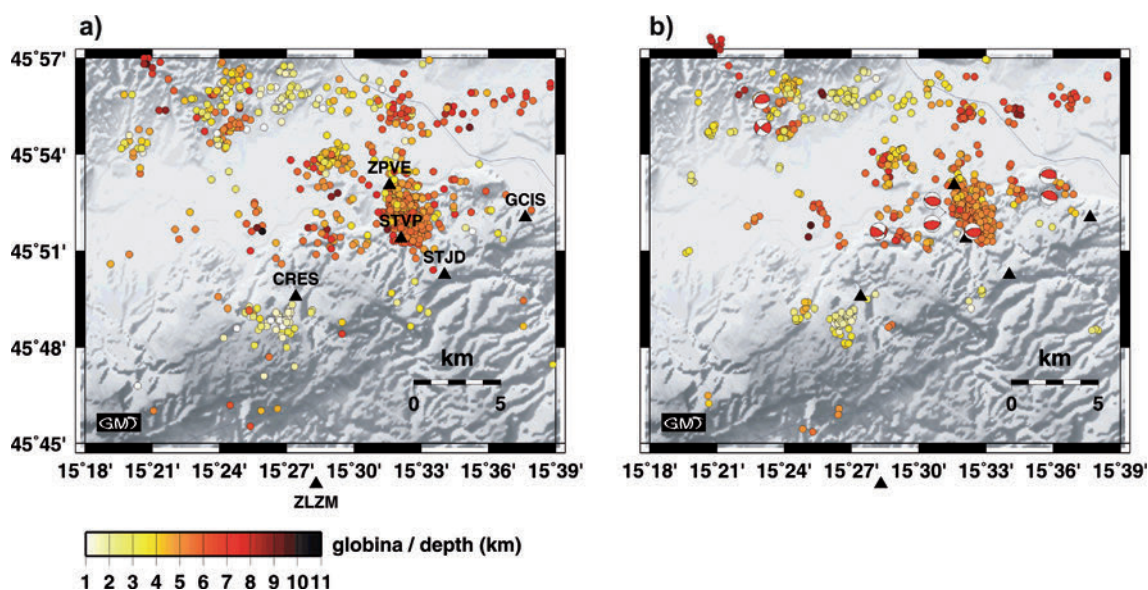 a)
b)
45°57'
45°54'
45°51'
45°48'
45°45'
ZPVE
GCIS
STVP
STJD
CRES
km
0 5
GMT
15°18' 15°21' 15°24' 15°27' 15°30' 15°33' 15°36' 15°39'
ZLZM
km
0 5
GMT
15°18' 15°21' 15°24' 15°27' 15°30' 15°33' 15°36' 15°39'
globina / depth (km)
1 2 3 4 5 6 7 8 9 10 11